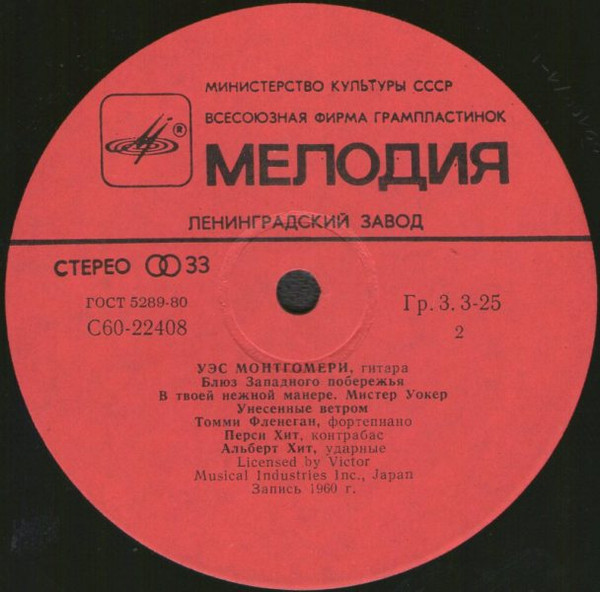 МИНИСТЕРСТВО КУЛЬТУРЫ СССР
ВСЕСОЮЗНАЯ ФИРМА ГРАМПЛАСТИНОК
®
МЕЛОДИЯ
ЛЕНИНГРАДСКИЙ ЗАВОД
СТЕРЕО 33
ГОСТ 5289-80
Гр. 3. 3-25
С60-22408
2
УЭС МОНТГОМЕРИ, гитара
Блюз Западного побережья
В твоей нежной манере. Мистер Уокер
Унесенные ветром
Томми Фленеган, фортепиано
Перси Хит, контрабас
Альберт Хит, ударные
Licensed by Victor
Musical Industries Inc., Japan
Запись 1960 г.